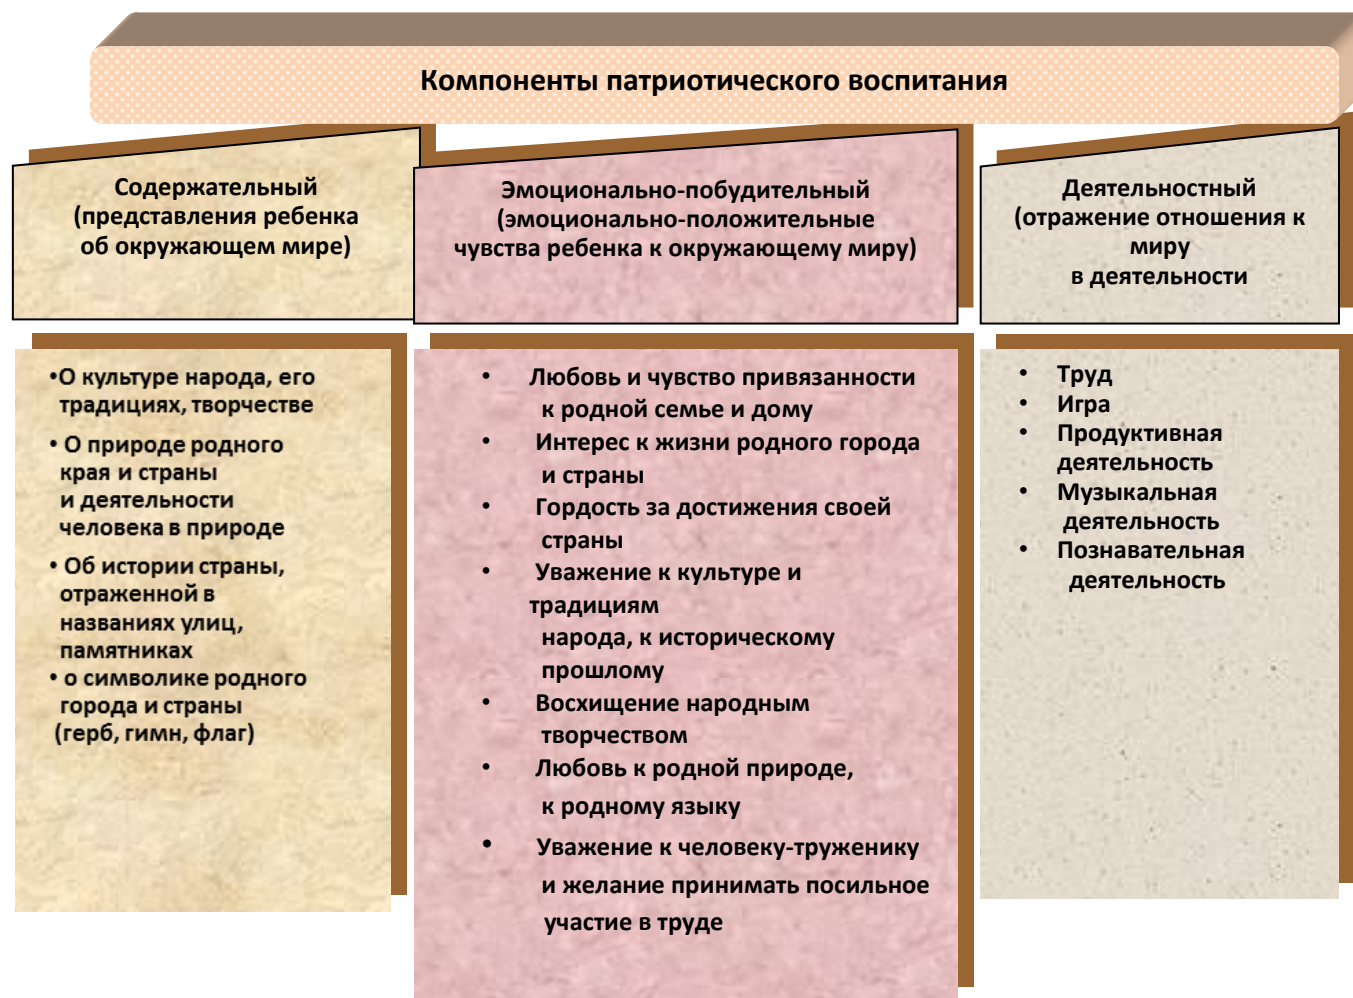 Компоненты патриотического воспитания
Содержательный
(представления ребенка
об окружающем мире)
Эмоционально-побудительный
(эмоционально-положительные
чувства ребенка к окружающему миру)
Деятельностный
(отражение отношения к
миру
в деятельности
•О культуре народа, его
традициях, творчестве
• О природе родного
края и страны
и деятельности
человека в природе
• Об истории страны,
отраженной в
названиях улиц,
памятниках
• о символике родного
города и страны
(герб, гимн, флаг)
• Любовь и чувство привязанности
к родной семье и дому
• Интерес к жизни родного города
и страны
• Гордость за достижения своей
страны
• Уважение к культуре и
традициям
народа, к историческому
прошлому
• Восхищение народным
творчеством
• Любовь к родной природе,
к родному языку
• Уважение к человеку-труженику
и желание принимать посильное
участие в труде
• Труд
• Игра
• Продуктивная
деятельность
• Музыкальная
деятельность
• Познавательная
деятельность